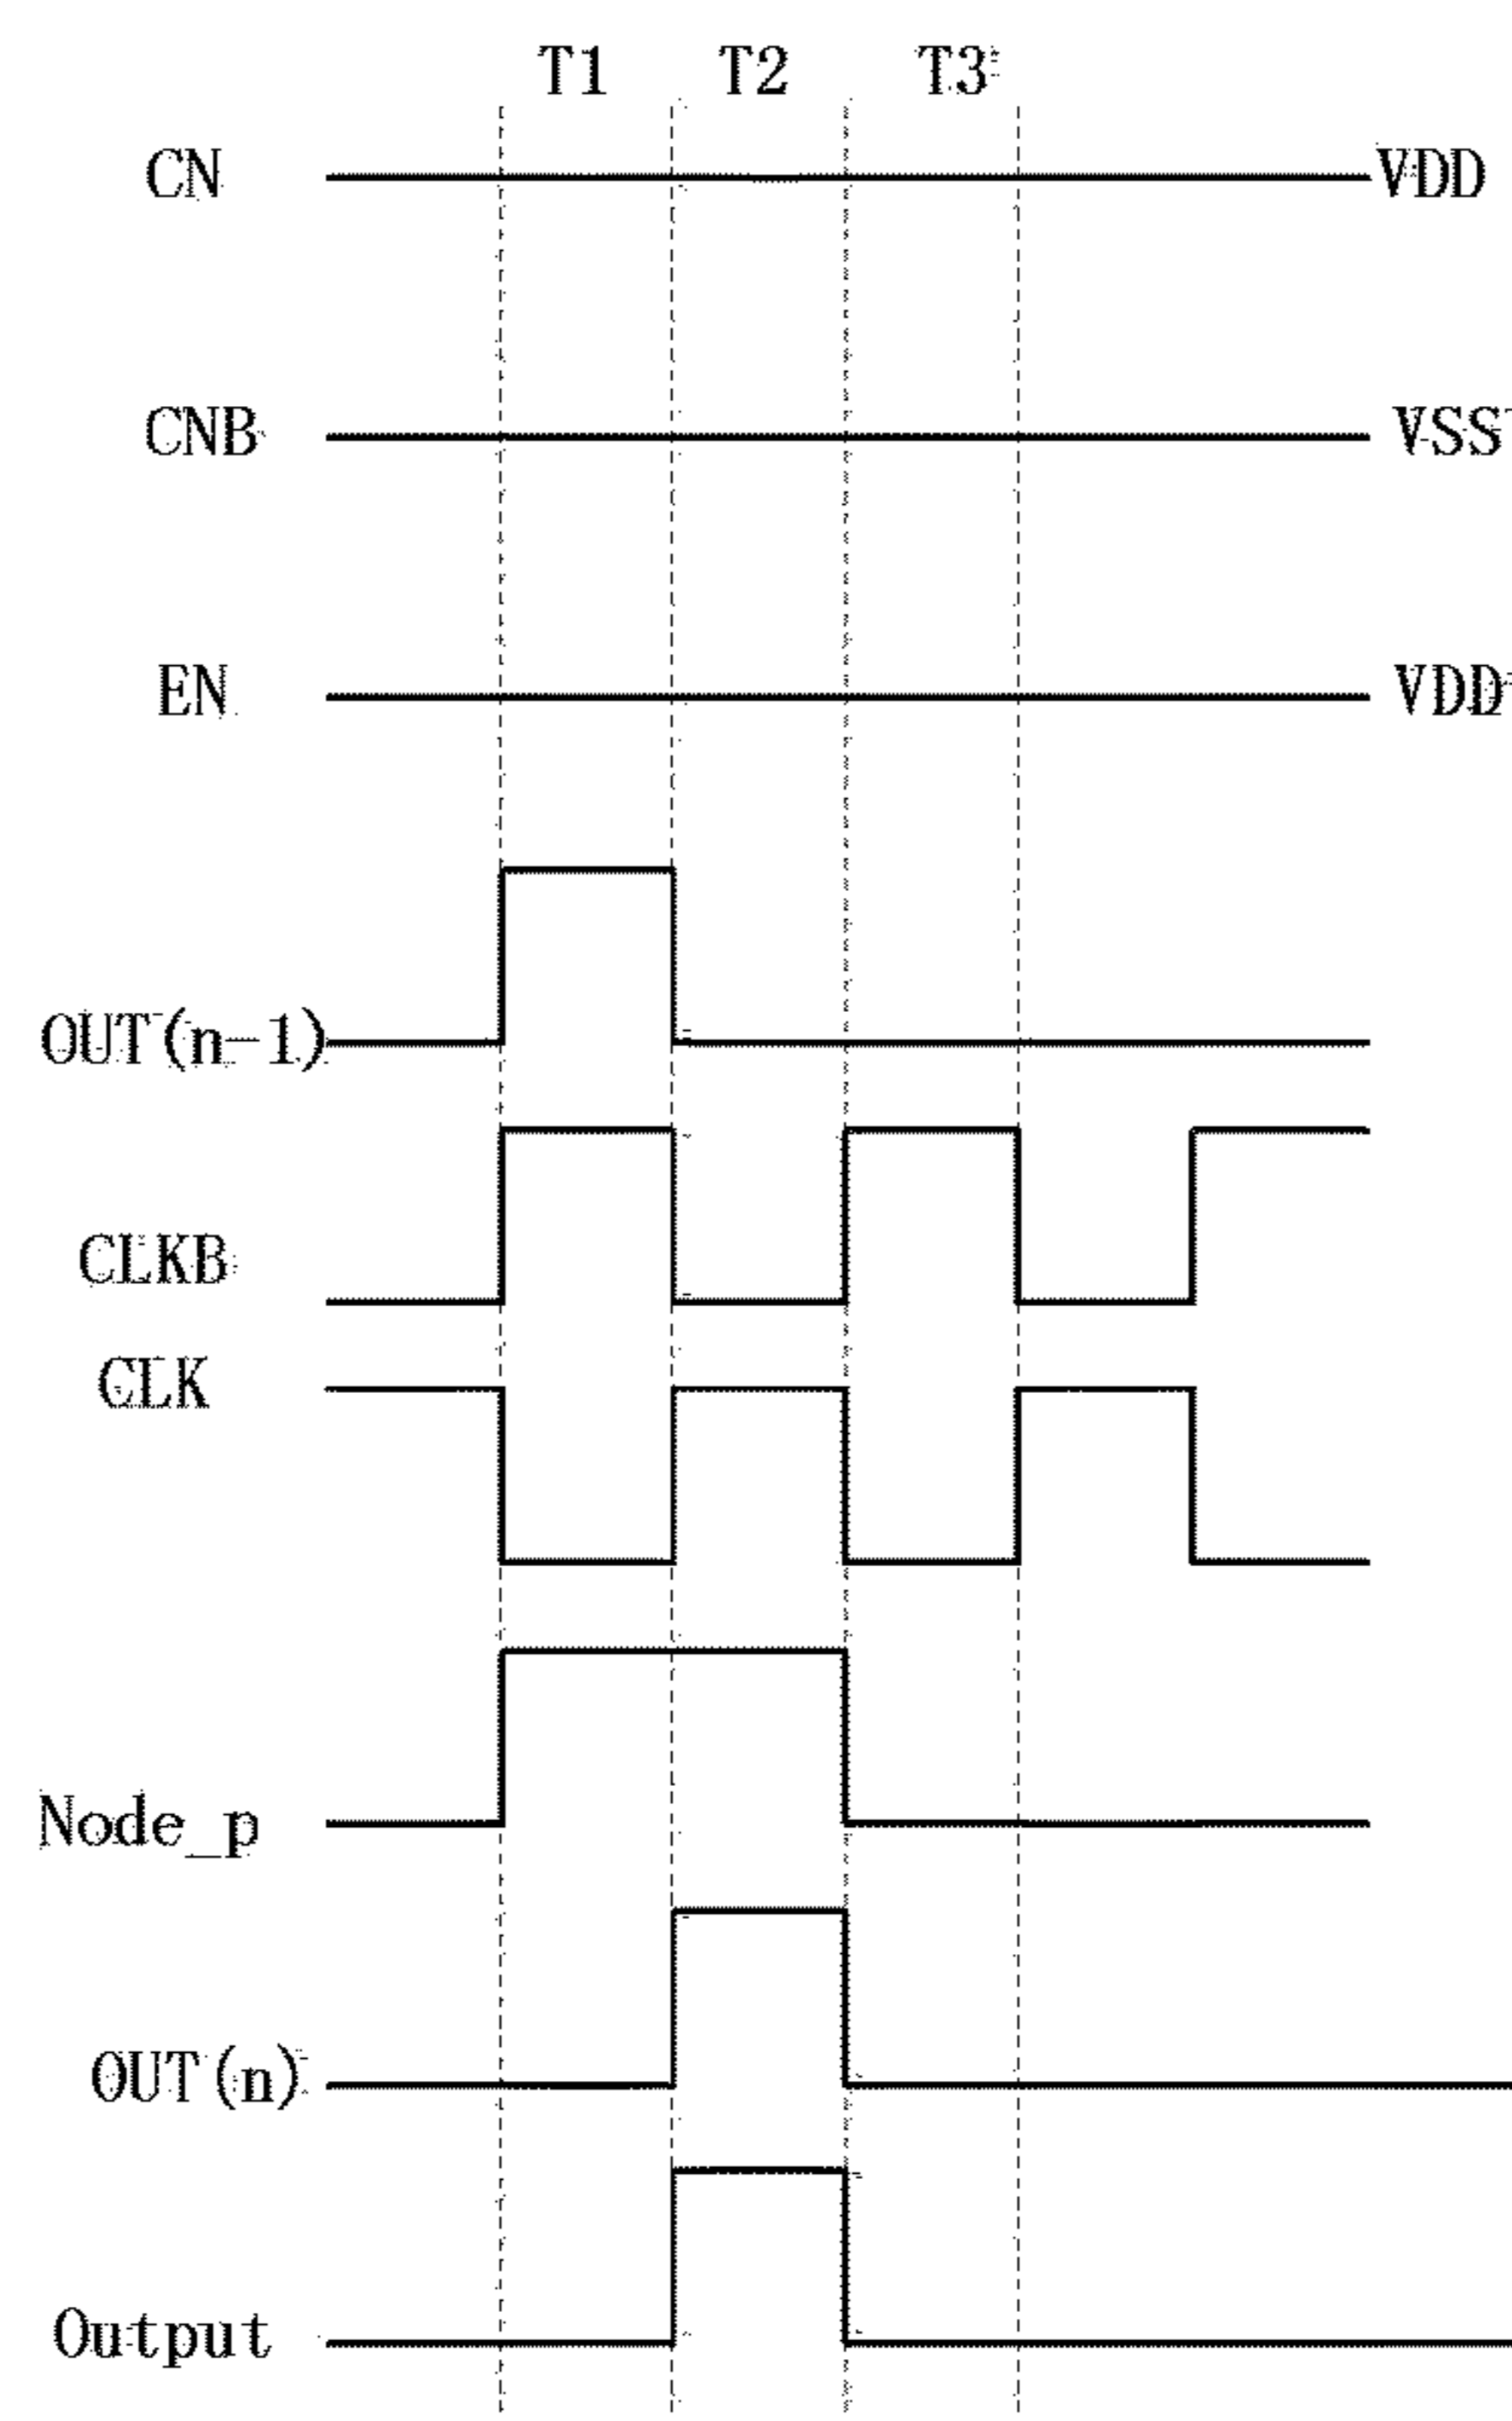 T1 T2 T3
CN VDD
CNB VSS
EN VDD
OUT(n-1)
CLKB
CLK
Node_p
OUT(n)
Output